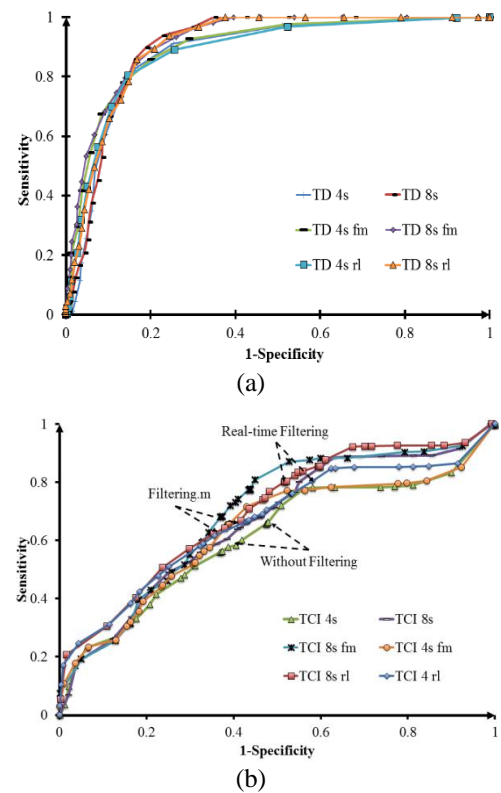 1
0.8
0.6
0.4
0.2
0
Sensitivity
TD 4s TD 8s
TD 4s fm TD 8s fm
TD 4s rl TD 8s rl
0 0.2 0.4 0.6 0.8 1
1-Specificity
(a)
1
0.8
0.6
0.4
0.2
0
Sensitivity
Real-time Filtering
Filtering.m
Without Filtering
TCI 4s TCI 8s
TCI 8s fm TCI 4s fm
TCI 8s rl TCI 4 rl
0 0.2 0.4 0.6 0.8 1
1-Specificity
(b)